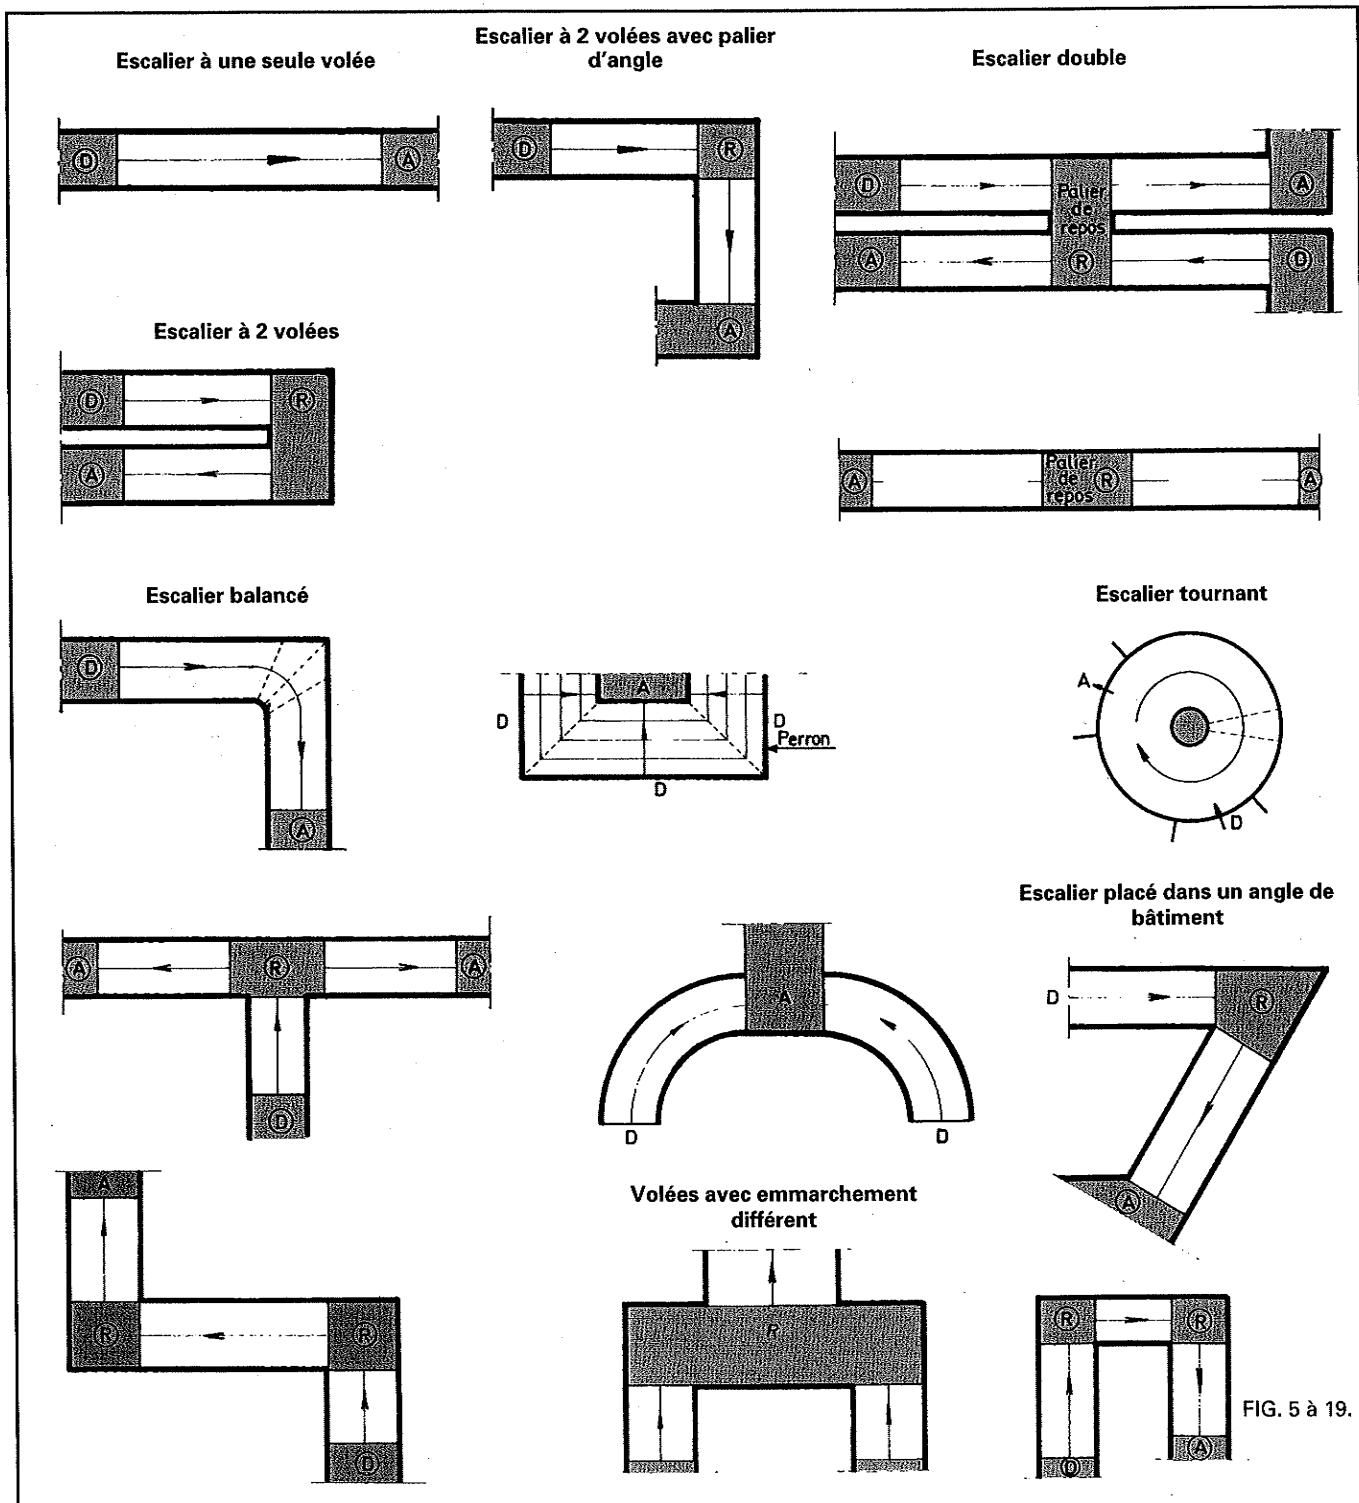 Escalier à une seule volée
Escalier à 2 volées avec palier
d'angle
Escalier double
D
A
D
R
A
D
Palier
de
repos
A
A
R
D
Escalier à 2 volées
D
R
A
A
Palier
de
repos
R
A
Escalier balancé
D
A
A
D
D
Perron
D
Escalier tournant
A
D
A
R
A
D
A
D
D
Escalier placé dans un angle de
bâtiment
D
R
A
A
R
R
D
Volées avec emmarchement
différent
R
R
R
D
A
FIG. 5 à 19.